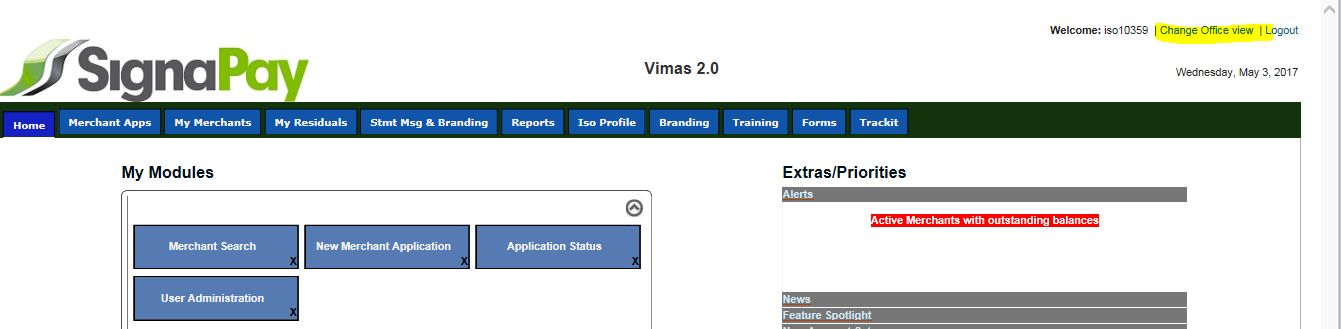 Welcome: iso10359 | Change Office view | Logout
SignaPay
Vimas 2.0
Wednesday, May 3, 2017
Home Merchant Apps My Merchants My Residuals Stmt Msg & Branding Reports Iso Profile Branding Training Forms Trackit
My Modules
Extras/Priorities
Alerts
Active Merchants with outstanding balances
Merchant Search X New Merchant Application X Application Status X
User Administration X
News
Feature Spotlight